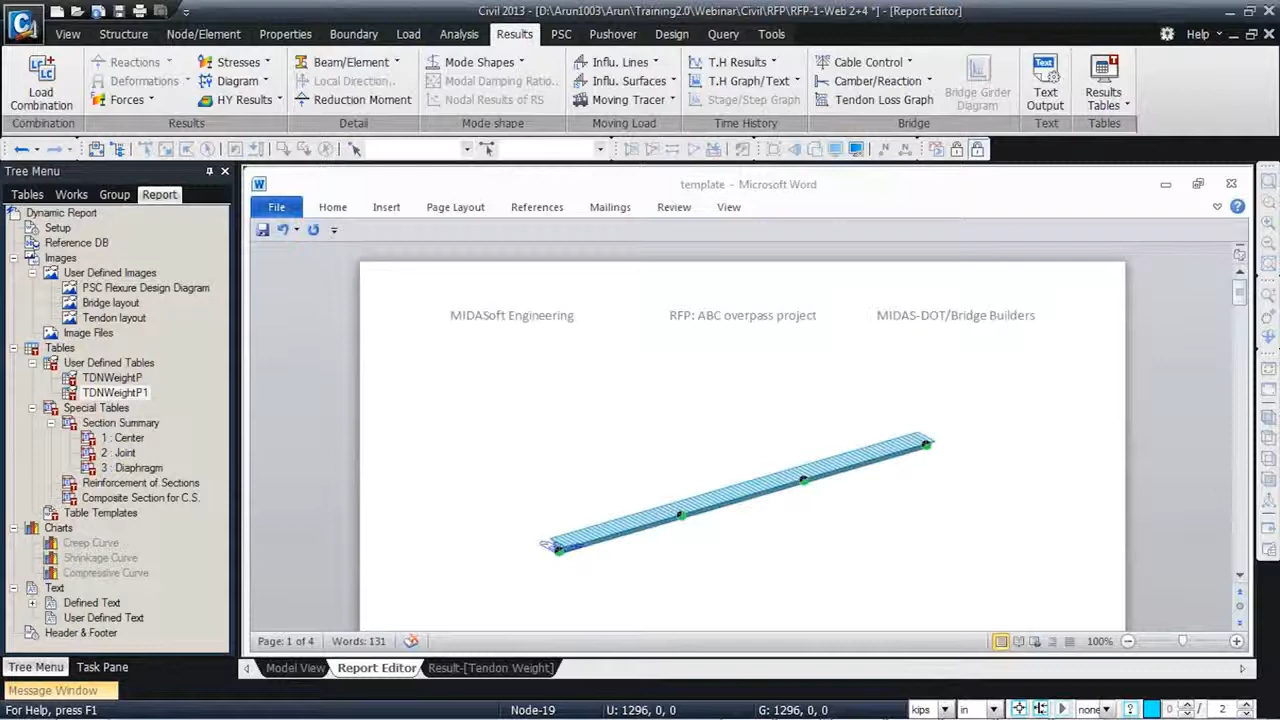 Civil 2013 - [D:\Arun1003\Arun\Training2.0\Webmar\Civil\RFP\RFP-1-Web 2+4 *] - [Report Editor]
View Structure Node/Element Properties Boundary Load Analysis Results PSC Pushover Design Query Tools Help
Load Combination
Reactions
Deformations
Forces
Stresses
Diagram
HY Results
Beam/Element
Local Direction...
Reduction Moment
Mode Shapes
Modal Damping Ratio...
Nodal Results of RS
Influ. Lines
Influ. Surfaces
Moving Tracer
T.H Results
T.H Graph/Text
Stage/Step Graph
Cable Control
Camber/Reaction
Tendon Loss Graph
Bridge Girder Diagram
Text Output
Results Tables
Combination Results Detail Mode shape Moving Load Time History Bridge Text Tables
Tree Menu
Tables Works Group Report
Dynamic Report
Setup
Reference DB
Images
User Defined Images
PSC Flexure Design Diagram
Bridge layout
Tendon layout
Image Files
Tables
User Defined Tables
TDNWeightP
TDNWeightP1
Special Tables
Section Summary
1 : Center
2 : Joint
3 : Diaphragm
Reinforcement of Sections
Composite Section for C.S.
Table Templates
Charts
Creep Curve
Shrinkage Curve
Compressive Curve
Text
Defined Text
User Defined Text
Header & Footer
template - Microsoft Word
File Home Insert Page Layout References Mailings Review View
MIDASoft Engineering RFP: ABC overpass project MIDAS-DOT/Bridge Builders
Page: 1 of 4 Words: 131 100%
Tree Menu Task Pane
Model View Report Editor Result-[Tendon Weight]
Message Window
For Help, press F1 Node-19 U: 1296, 0, 0 G: 1296, 0, 0 kips in none 0 / 2